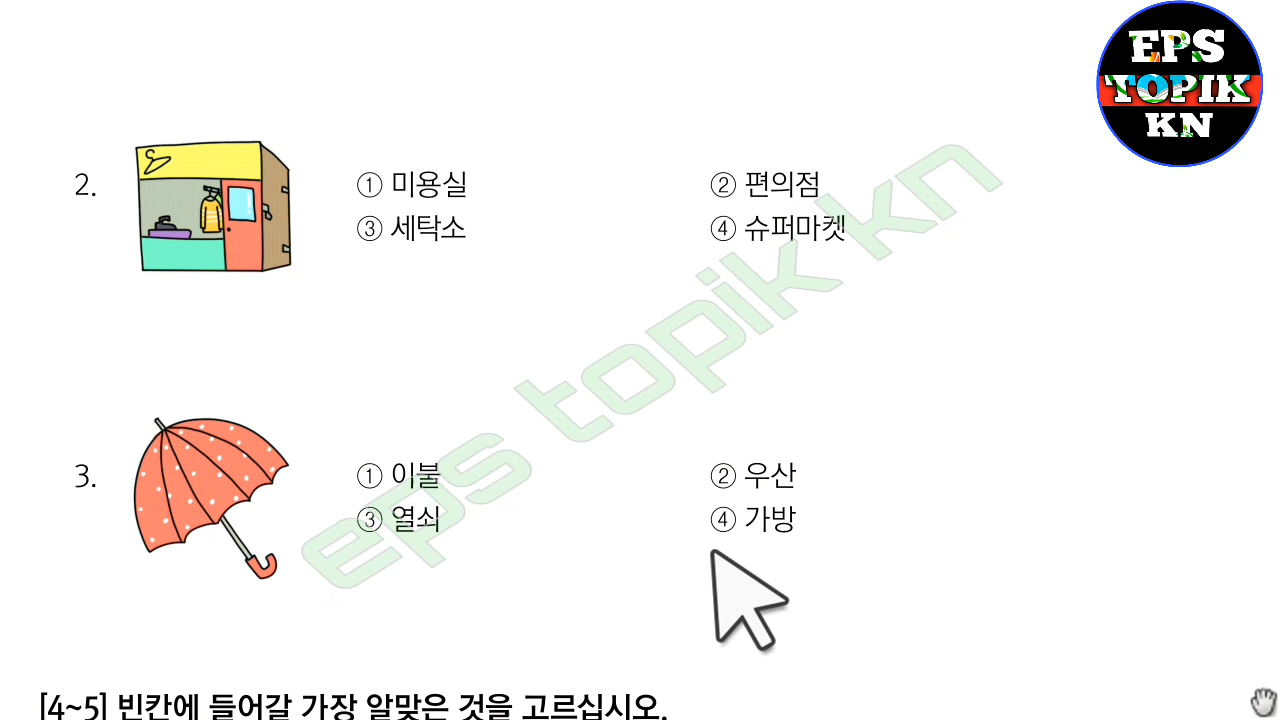 EPS
TOPIK
KN
2.
① 미용실 ② 편의점
③ 세탁소 ④ 슈퍼마켓
eps topik kn
3.
① 이불 ② 우산
③ 열쇠 ④ 가방
[4~5] 빈칸에 들어갈 가장 알맞은 것을 고르십시오.